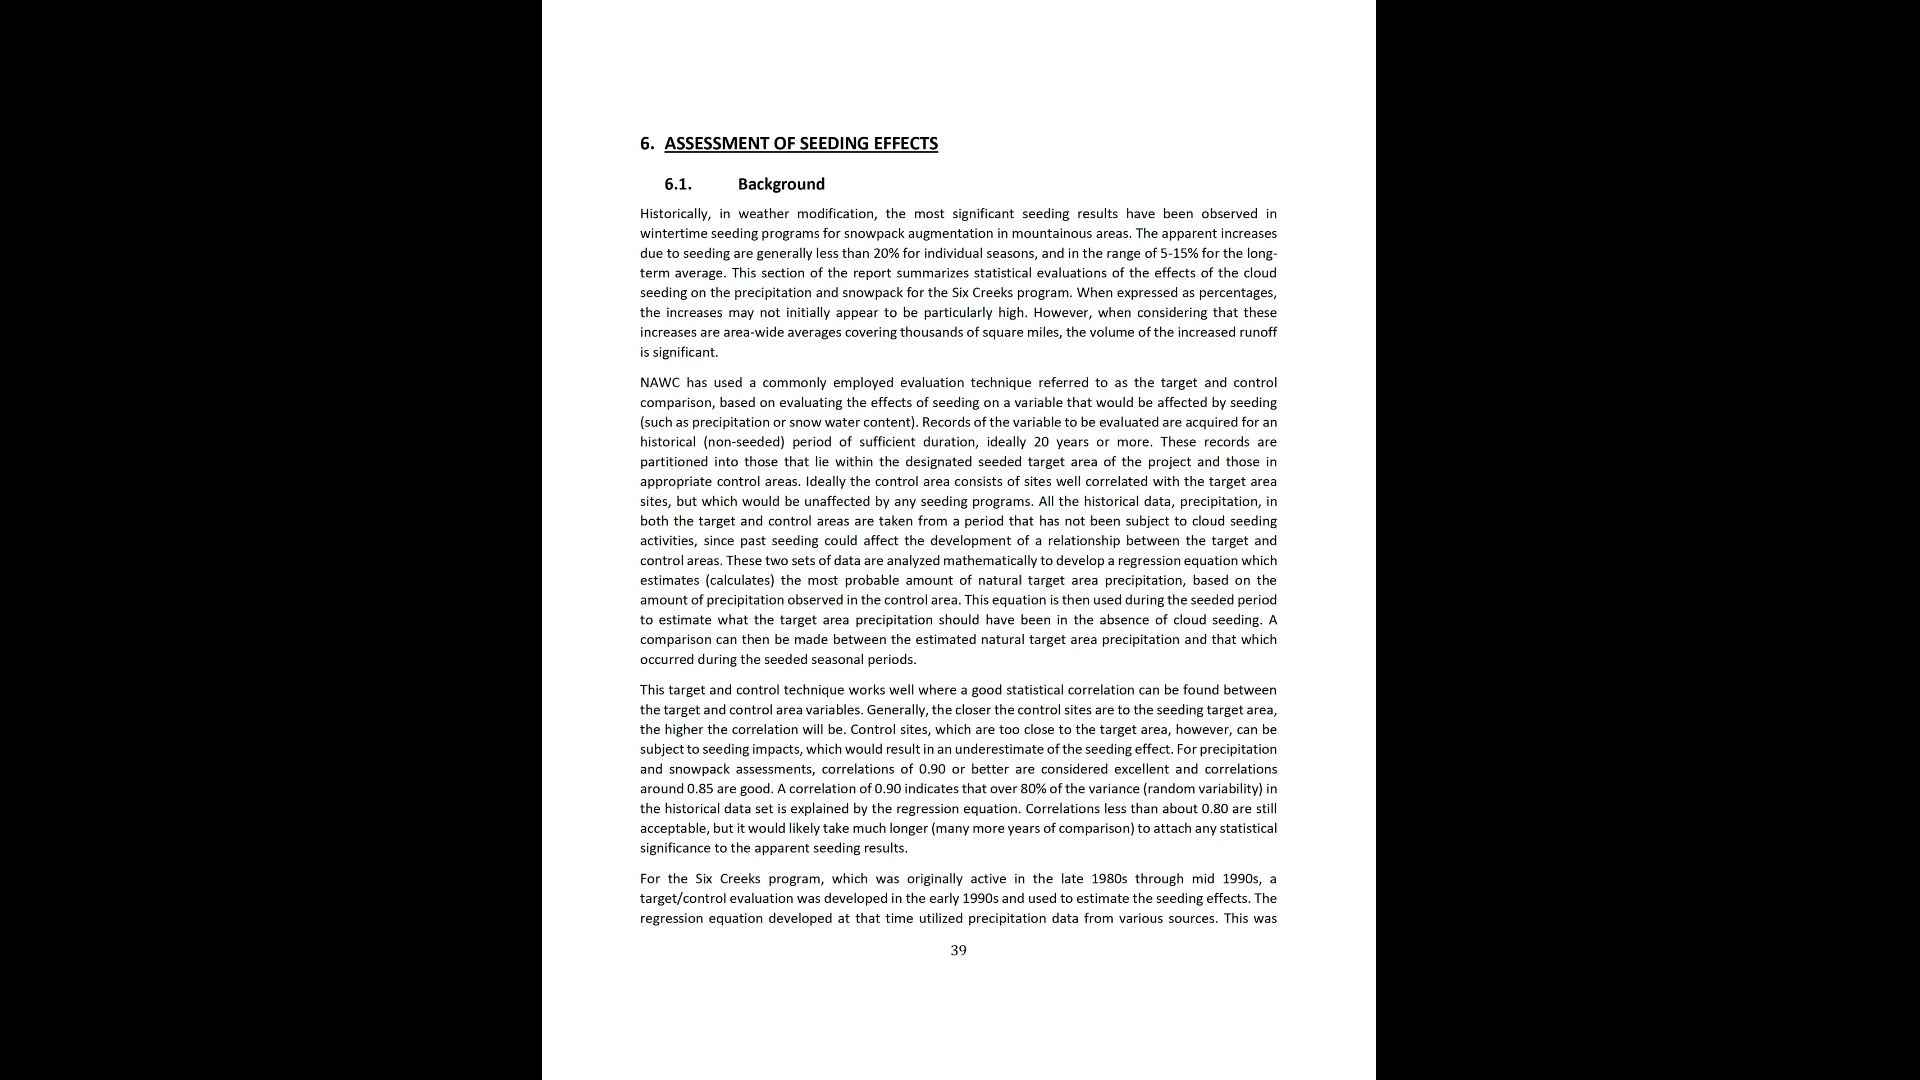 6. ASSESSMENT OF SEEDING EFFECTS
6.1. Background
Historically, in weather modification, the most significant seeding results have been observed in
wintertime seeding programs for snowpack augmentation in mountainous areas. The apparent increases
due to seeding are generally less than 20% for individual seasons, and in the range of 5-15% for the long-
term average. This section of the report summarizes statistical evaluations of the effects of the cloud
seeding on the precipitation and snowpack for the Six Creeks program. When expressed as percentages,
the increases may not initially appear to be particularly high. However, when considering that these
increases are area-wide averages covering thousands of square miles, the volume of the increased runoff
is significant.
NAWC has used a commonly employed evaluation technique referred to as the target and control
comparison, based on evaluating the effects of seeding on a variable that would be affected by seeding
(such as precipitation or snow water content). Records of the variable to be evaluated are acquired for an
historical (non-seeded) period of sufficient duration, ideally 20 years or more. These records are
partitioned into those that lie within the designated seeded target area of the project and those in
appropriate control areas. Ideally the control area consists of sites well correlated with the target area
sites, but which would be unaffected by any seeding programs. All the historical data, precipitation, in
both the target and control areas are taken from a period that has not been subject to cloud seeding
activities, since past seeding could affect the development of a relationship between the target and
control areas. These two sets of data are analyzed mathematically to develop a regression equation which
estimates (calculates) the most probable amount of natural target area precipitation, based on the
amount of precipitation observed in the control area. This equation is then used during the seeded period
to estimate what the target area precipitation should have been in the absence of cloud seeding. A
comparison can then be made between the estimated natural target area precipitation and that which
occurred during the seeded seasonal periods.
This target and control technique works well where a good statistical correlation can be found between
the target and control area variables. Generally, the closer the control sites are to the seeding target area,
the higher the correlation will be. Control sites, which are too close to the target area, however, can be
subject to seeding impacts, which would result in an underestimate of the seeding effect. For precipitation
and snowpack assessments, correlations of 0.90 or better are considered excellent and correlations
around 0.85 are good. A correlation of 0.90 indicates that over 80% of the variance (random variability) in
the historical data set is explained by the regression equation. Correlations less than about 0.80 are still
acceptable, but it would likely take much longer (many more years of comparison) to attach any statistical
significance to the apparent seeding results.
For the Six Creeks program, which was originally active in the late 1980s through mid 1990s, a
target/control evaluation was developed in the early 1990s and used to estimate the seeding effects. The
regression equation developed at that time utilized precipitation data from various sources. This was
39